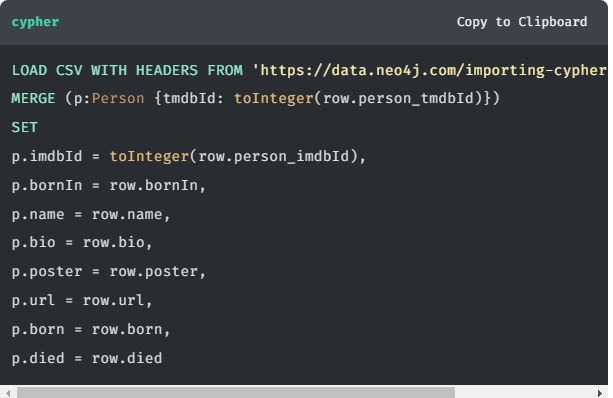 cypher
Copy to Clipboard
LOAD CSV WITH HEADERS FROM 'https://data.neo4j.com/importing-cypher
MERGE (p:Person {tmdbId: toInteger(row.person_tmdbId)})
SET
p.imdbId = toInteger(row.person_imdbId),
p.bornIn = row.bornIn,
p.name = row.name,
p.bio = row.bio,
p.poster = row.poster,
p.url = row.url,
p.born = row.born,
p.died = row.died